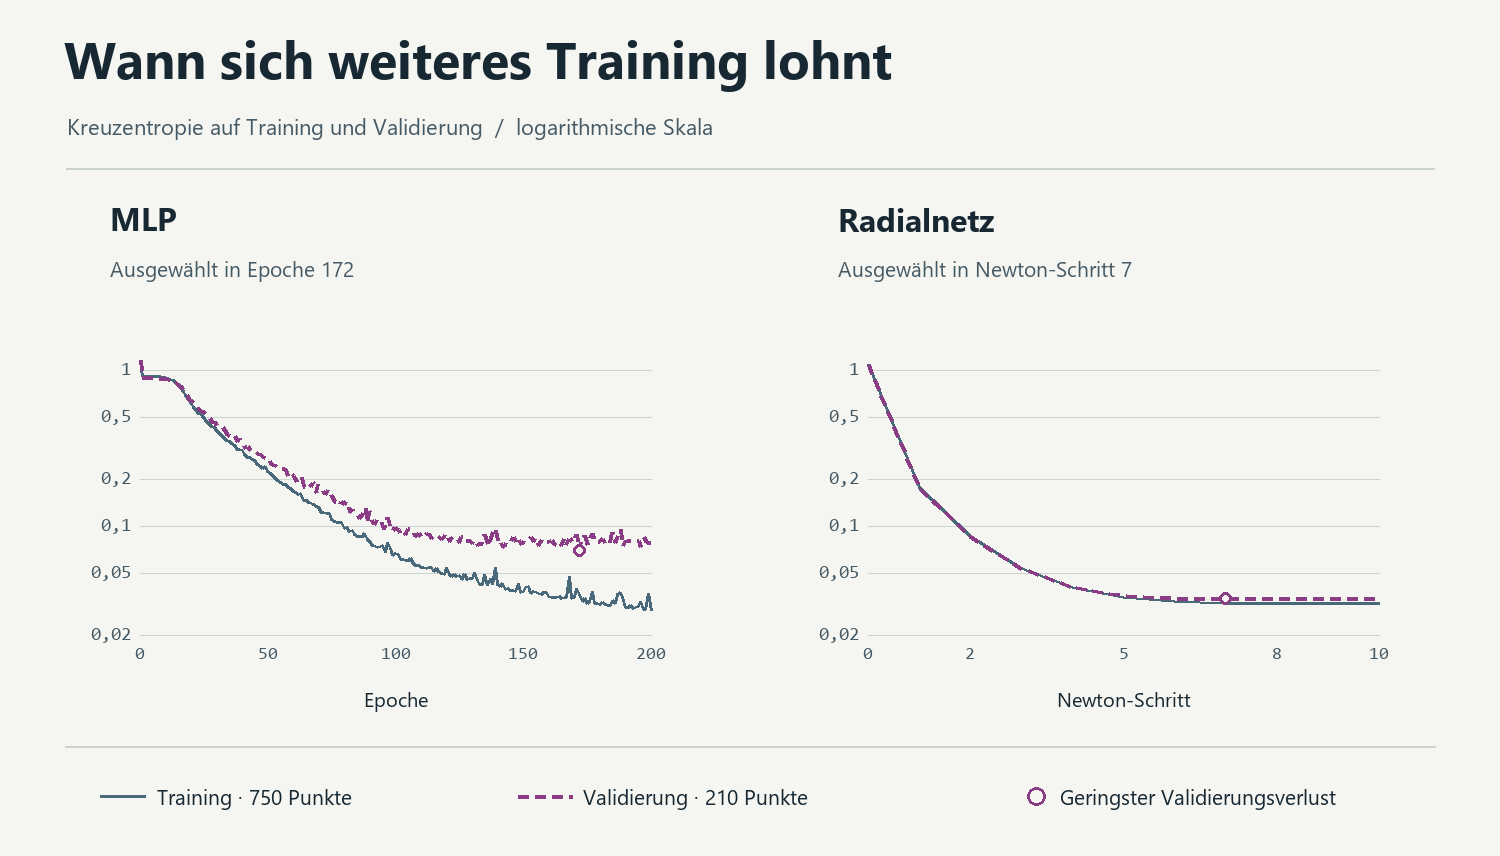 Wann sich weiteres Training lohnt
Kreuzentropie auf Training und Validierung / logarithmische Skala
MLP
Ausgewählt in Epoche 172
1
0,5
0,2
0,1
0,05
0,02
0 50 100 150 200
Epoche
Radialnetz
Ausgewählt in Newton-Schritt 7
1
0,5
0,2
0,1
0,05
0,02
0 2 5 8 10
Newton-Schritt
Training · 750 Punkte
Validierung · 210 Punkte
Geringster Validierungsverlust